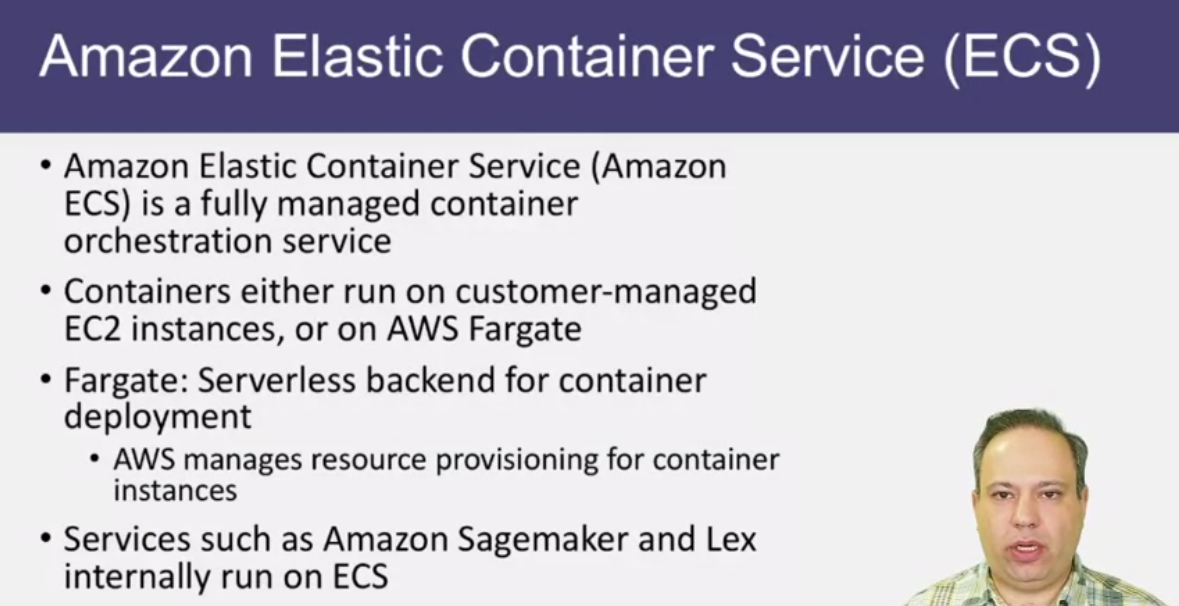 Amazon Elastic Container Service (ECS)
• Amazon Elastic Container Service (Amazon
ECS) is a fully managed container
orchestration service
• Containers either run on customer-managed
EC2 instances, or on AWS Fargate
• Fargate: Serverless backend for container
deployment
• AWS manages resource provisioning for container
instances
• Services such as Amazon Sagemaker and Lex
internally run on ECS